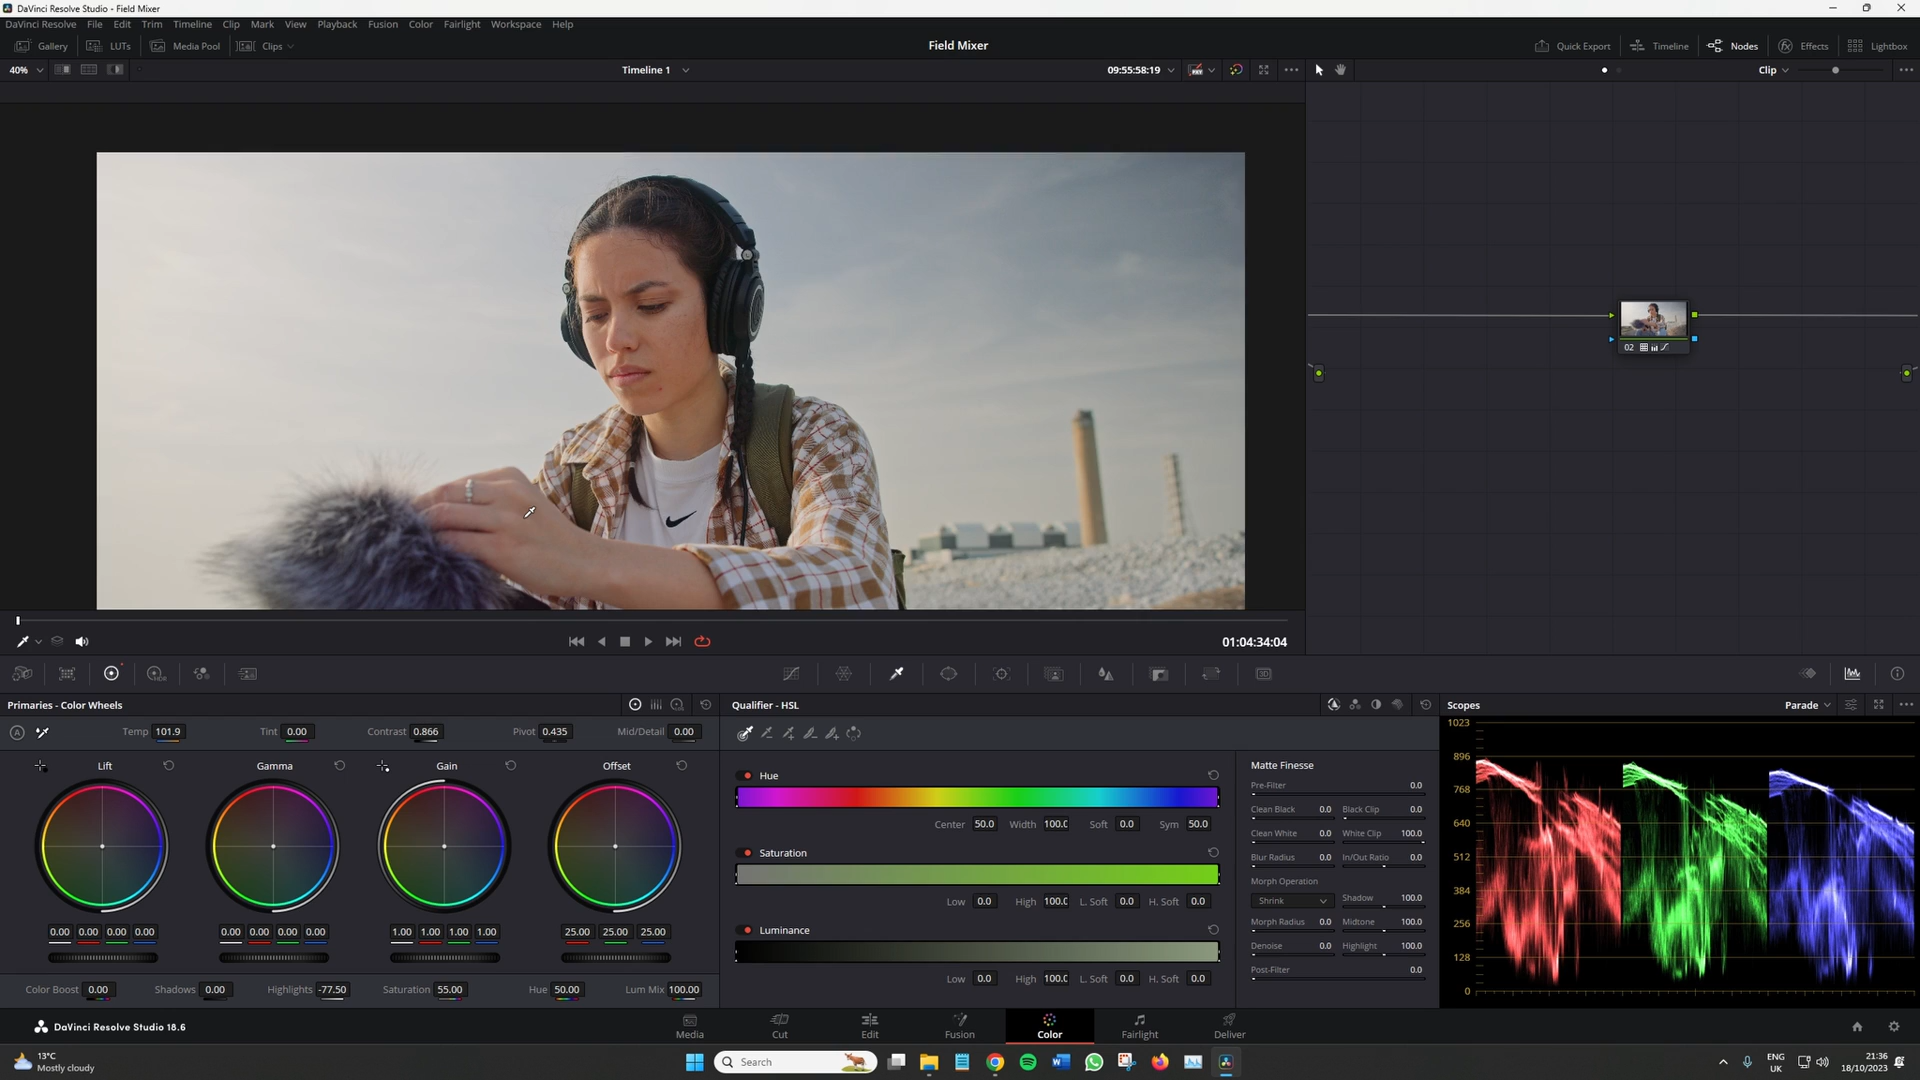 DaVinci Resolve Studio - Field Mixer
DaVinci Resolve File Edit Trim Timeline Clip Mark View Playback Fusion Color Fairlight Workspace Help
Gallery LUTs Media Pool Clips Field Mixer Quick Export Timeline Nodes Effects Lightbox
40% Timeline 1 09:55:58:19 Clip
02
01:04:34:04
Primaries - Color Wheels
Temp 101.9 Tint 0.00 Contrast 0.866 Pivot 0.435 Mid/Detail 0.00
Lift Gamma Gain Offset
0.00 0.00 0.00 0.00 0.00 0.00 0.00 0.00 1.00 1.00 1.00 1.00 25.00 25.00 25.00
Color Boost 0.00 Shadows 0.00 Highlights -77.50 Saturation 55.00 Hue 50.00 Lum Mix 100.00
Qualifier - HSL
Hue
Center 50.0 Width 100.0 Soft 0.0 Sym 50.0
Saturation
Low 0.0 High 100.0 L. Soft 0.0 H. Soft 0.0
Luminance
Low 0.0 High 100.0 L. Soft 0.0 H. Soft 0.0
Matte Finesse
Pre-Filter 0.0
Clean Black 0.0 Black Clip 0.0
Clean White 0.0 White Clip 100.0
Blur Radius 0.0 In/Out Ratio 0.0
Morph Operation
Shrink Shadow 100.0
Morph Radius 0.0 Midtone 100.0
Denoise 0.0 Highlight 100.0
Post-Filter 0.0
Scopes Parade
1023
896
768
640
512
384
256
128
0
DaVinci Resolve Studio 18.6
Media Cut Edit Fusion Color Fairlight Deliver
13°C
Mostly cloudy
Search
ENG
UK
21:36
18/10/2023